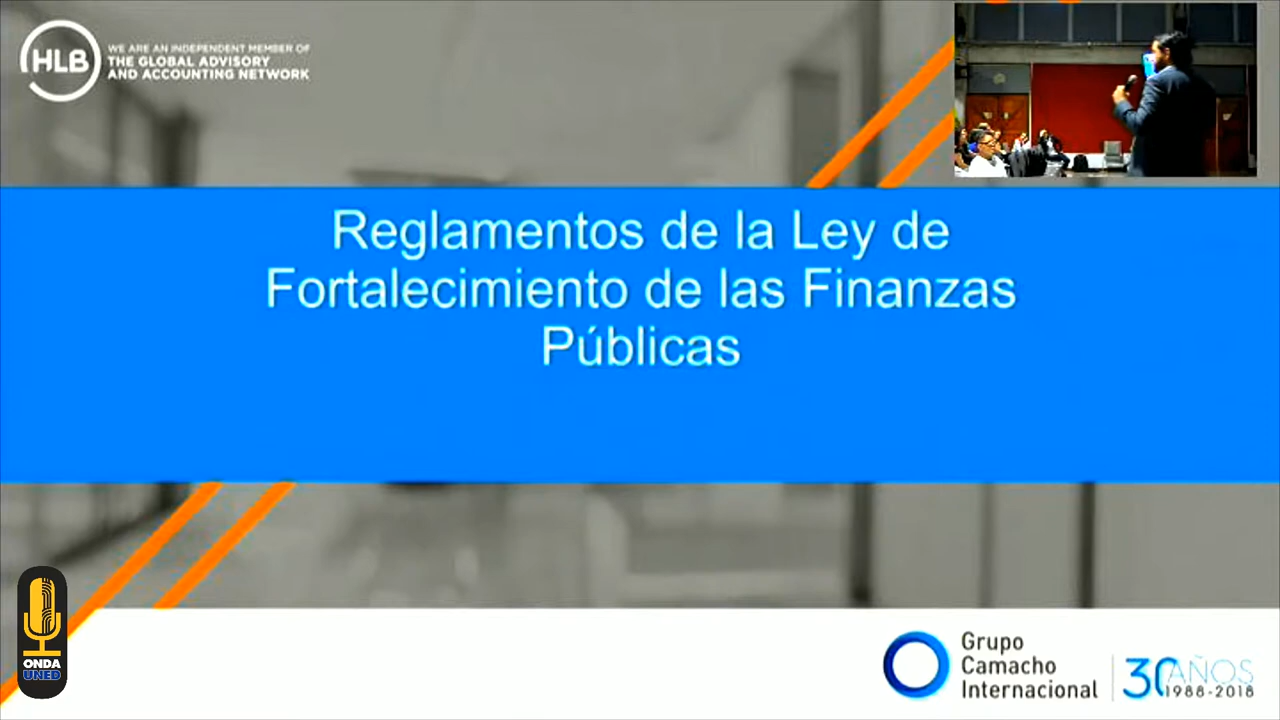 HLB
WE ARE AN INDEPENDENT MEMBER OF
THE GLOBAL ADVISORY
AND ACCOUNTING NETWORK
Reglamentos de la Ley de
Fortalecimiento de las Finanzas
Públicas
ONDA
UNED
Grupo
Camacho
Internacional
30 AÑOS
1988-2018